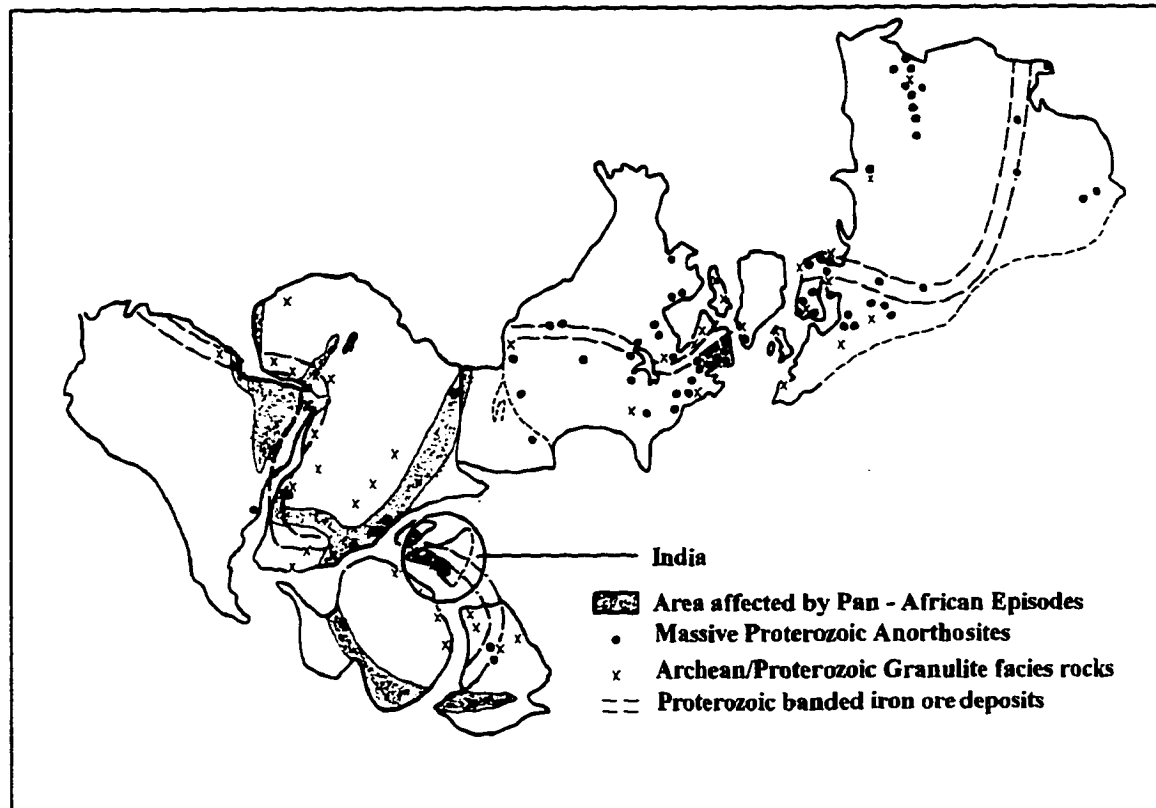 India
Area affected by Pan - African Episodes
Massive Proterozoic Anorthosites
x Archean/Proterozoic Granulite facies rocks
Proterozoic banded iron ore deposits